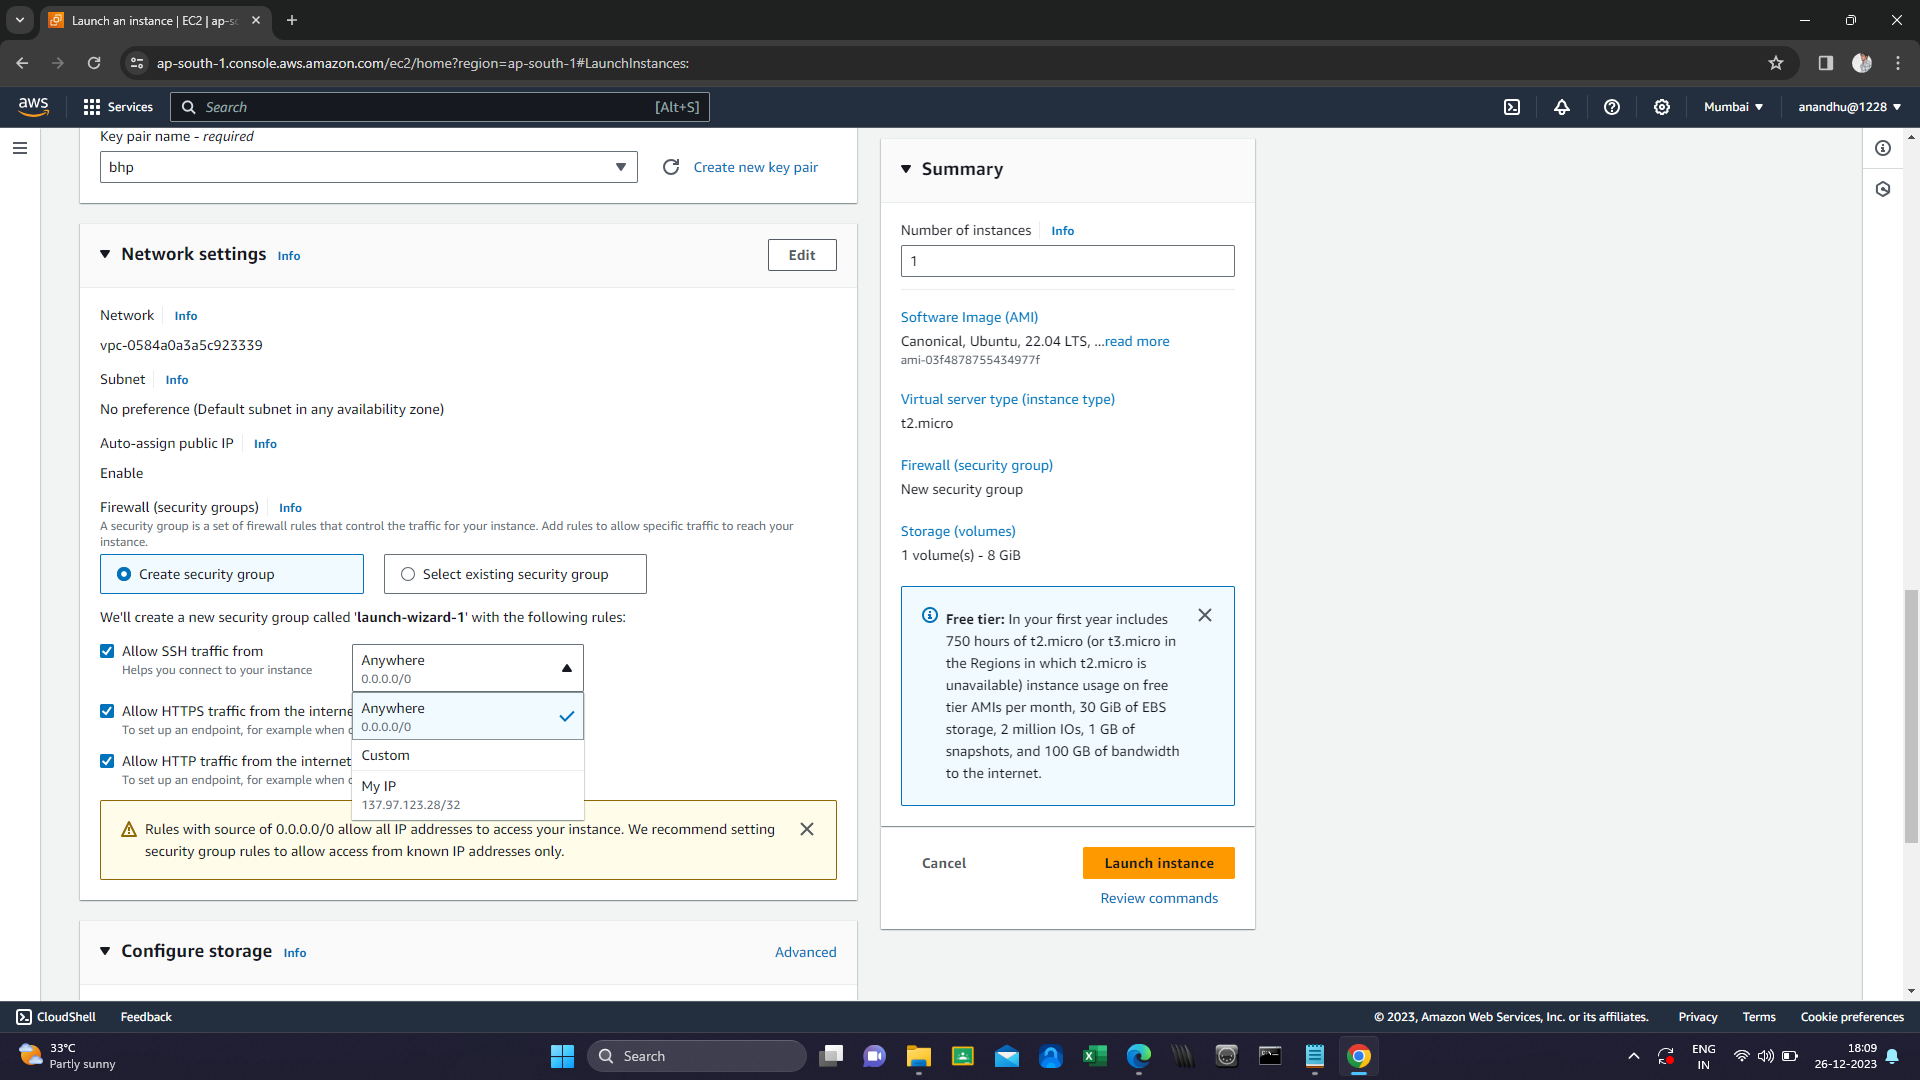 Launch an instance | EC2 | ap-sc
ap-south-1.console.aws.amazon.com/ec2/home?region=ap-south-1#LaunchInstances:
aws
Services
Search
[Alt+S]
Mumbai
anandhu@1228
Key pair name - required
bhp
Create new key pair
Network settings
Info
Edit
Network
Info
vpc-0584a0a3a5c923339
Subnet
Info
No preference (Default subnet in any availability zone)
Auto-assign public IP
Info
Enable
Firewall (security groups)
Info
A security group is a set of firewall rules that control the traffic for your instance. Add rules to allow specific traffic to reach your
instance.
Create security group
Select existing security group
We'll create a new security group called 'launch-wizard-1' with the following rules:
Allow SSH traffic from
Helps you connect to your instance
Anywhere
0.0.0.0/0
Anywhere
0.0.0.0/0
Custom
My IP
137.97.123.28/32
Allow HTTPS traffic from the interne
To set up an endpoint, for example when
Allow HTTP traffic from the internet
To set up an endpoint, for example when
Rules with source of 0.0.0.0/0 allow all IP addresses to access your instance. We recommend setting
security group rules to allow access from known IP addresses only.
Configure storage
Info
Advanced
Summary
Number of instances
Info
1
Software Image (AMI)
Canonical, Ubuntu, 22.04 LTS, ...read more
ami-03f4878755434977f
Virtual server type (instance type)
t2.micro
Firewall (security group)
New security group
Storage (volumes)
1 volume(s) - 8 GiB
Free tier: In your first year includes
750 hours of t2.micro (or t3.micro in
the Regions in which t2.micro is
unavailable) instance usage on free
tier AMIs per month, 30 GiB of EBS
storage, 2 million IOs, 1 GB of
snapshots, and 100 GB of bandwidth
to the internet.
Cancel
Launch instance
Review commands
CloudShell
Feedback
© 2023, Amazon Web Services, Inc. or its affiliates.
Privacy
Terms
Cookie preferences
33°C
Partly sunny
Search
ENG
IN
18:09
26-12-2023